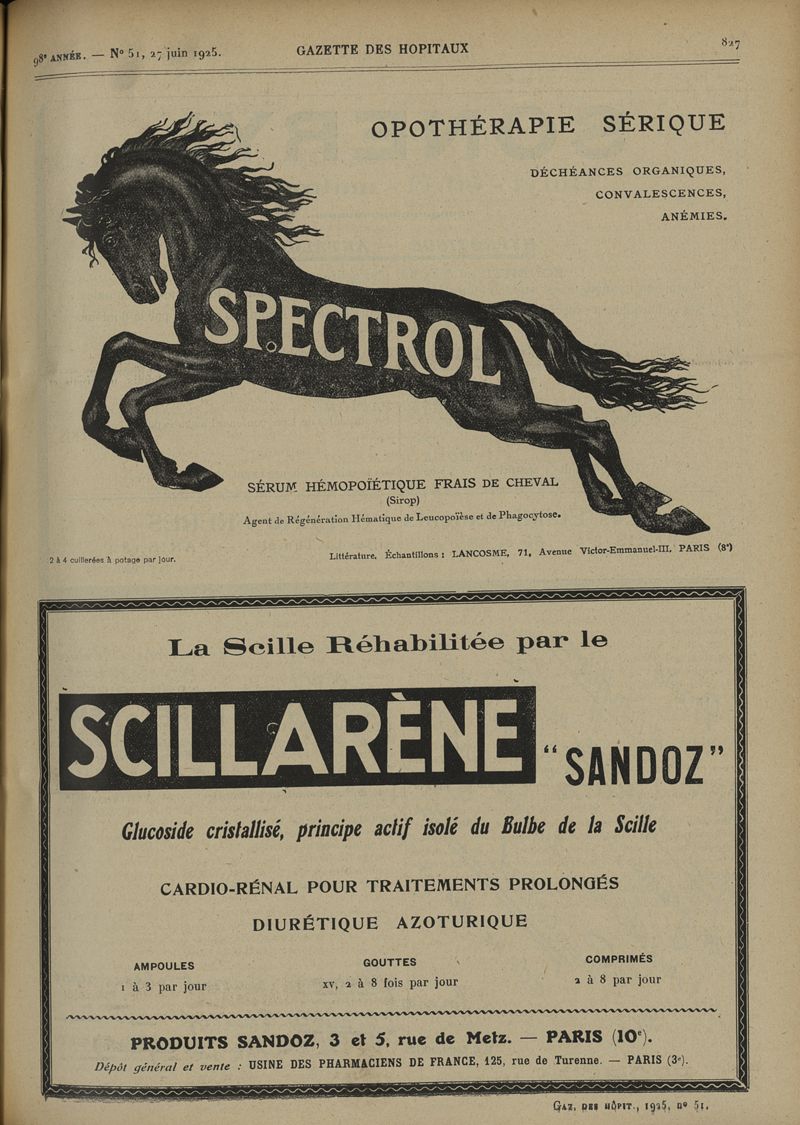 98e ANNÉE. — No 51, 27 juin 1925.
GAZETTE DES HOPITAUX
827
OPOTHÉRAPIE SÉRIQUE
DÉCHÉANCES ORGANIQUES,
CONVALESCENCES,
ANÉMIES.
SPECTROL
SÉRUM HÉMOPOÏÉTIQUE FRAIS DE CHEVAL
(Sirop)
Agent de Régénération Hématique de Leucopoïèse et de Phagocytose.
2 à 4 cuillerées à potage par jour.
Littérature, Échantillons : LANCOSME, 71, Avenue Victor-Emmanuel-III, PARIS (8e)
La Scille Réhabilitée par le
SCILLARÈNE
"SANDOZ"
Glucoside cristallisé, principe actif isolé du Bulbe de la Scille
CARDIO-RÉNAL POUR TRAITEMENTS PROLONGÉS
DIURÉTIQUE AZOTURIQUE
AMPOULES
1 à 3 par jour
GOUTTES
xv, 2 à 8 fois par jour
COMPRIMÉS
2 à 8 par jour
PRODUITS SANDOZ, 3 et 5, rue de Metz. — PARIS (10e).
Dépôt général et vente : USINE DES PHARMACIENS DE FRANCE, 125, rue de Turenne. — PARIS (3e).
GAZ. DES HÔPIT., 1925, no 51.